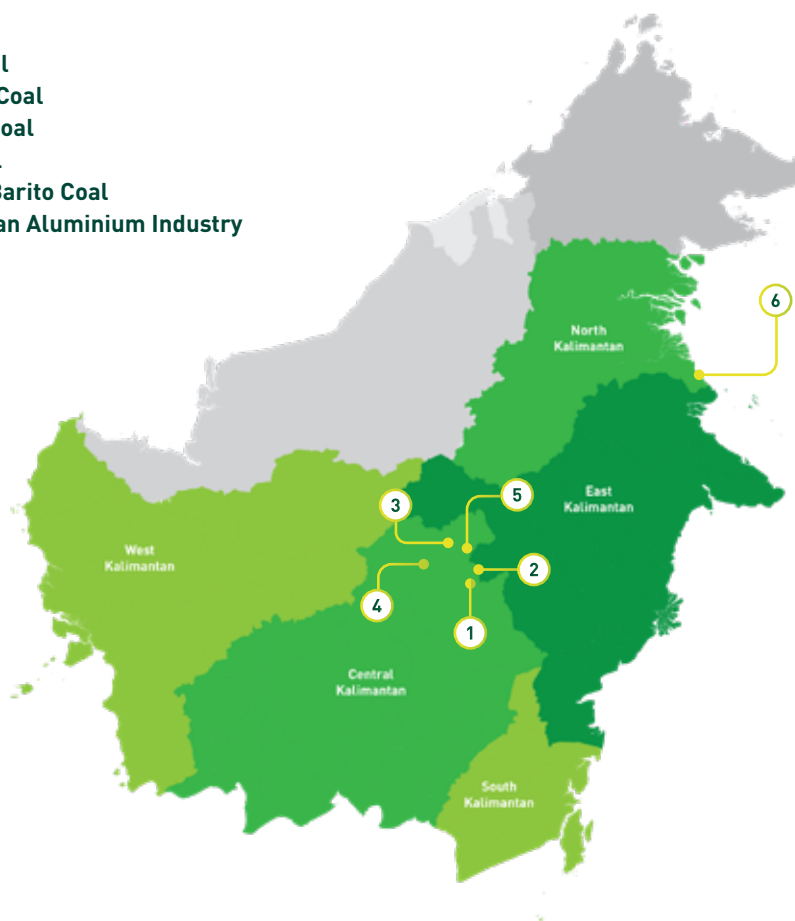 l
Coal
oal
Barito Coal
an Aluminium Industry
6
North
Kalimantan
3
5
East
Kalimantan
West
Kalimantan
2
4
1
Central
Kalimantan
South
Kalimantan